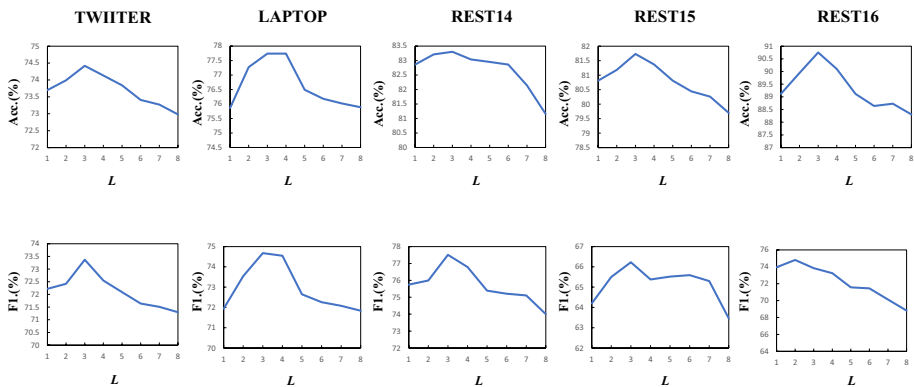 TWIITER LAPTOP REST14 REST15 REST16
Acc.(%)
75
74.5
74
73.5
73
72.5
72
1 2 3 4 5 6 7 8
L
Acc.(%)
78
77.5
77
76.5
76
75.5
75
74.5
1 2 3 4 5 6 7 8
L
Acc.(%)
83.5
83
82.5
82
81.5
81
80.5
80
1 2 3 4 5 6 7 8
L
Acc.(%)
82
81.5
81
80.5
80
79.5
79
78.5
1 2 3 4 5 6 7 8
L
Acc.(%)
91
90.5
90
89.5
89
88.5
88
87.5
87
1 2 3 4 5 6 7 8
L
F1.(%)
74
73.5
73
72.5
72
71.5
71
70.5
70
1 2 3 4 5 6 7 8
L
F1.(%)
75
74
73
72
71
70
1 2 3 4 5 6 7 8
L
F1.(%)
78
77
76
75
74
73
72
1 2 3 4 5 6 7 8
L
F1.(%)
67
66
65
64
63
62
1 2 3 4 5 6 7 8
L
F1.(%)
76
74
72
70
68
66
64
1 2 3 4 5 6 7 8
L